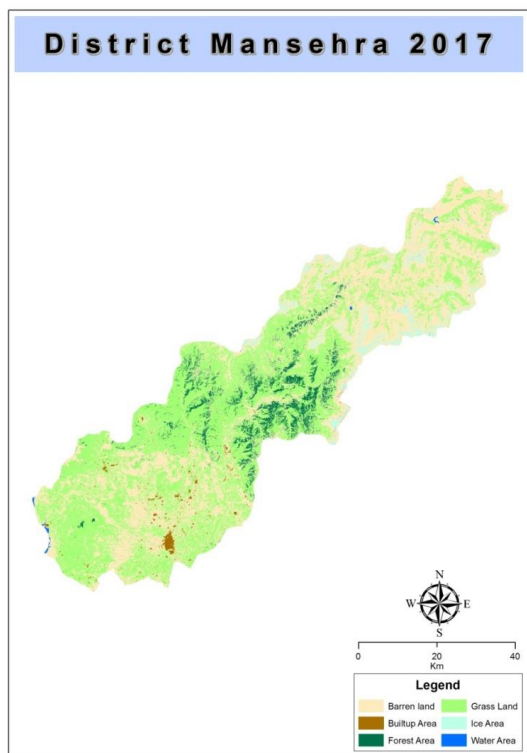 District Mansehra 2017
N
W E
S
0 20 40
Km
Legend
Barren land Grass Land
Builtup Area Ice Area
Forest Area Water Area